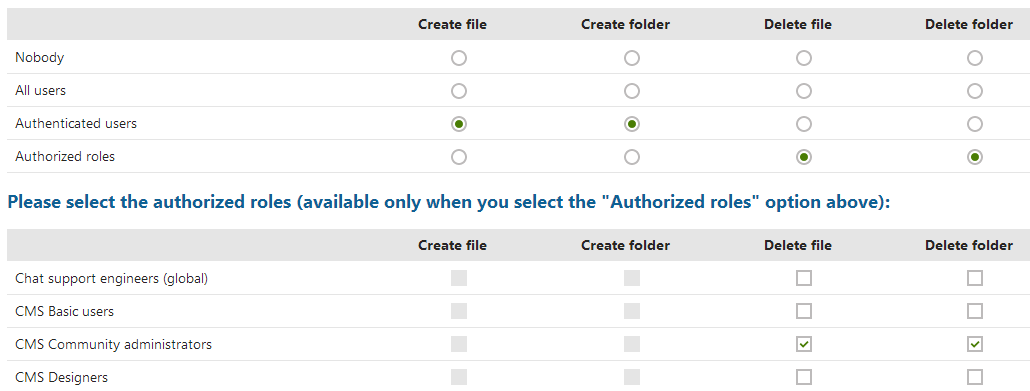 Create file Create folder Delete file Delete folder
Nobody
All users
Authenticated users
Authorized roles
Please select the authorized roles (available only when you select the "Authorized roles" option above):
Create file Create folder Delete file Delete folder
Chat support engineers (global)
CMS Basic users
CMS Community administrators
CMS Designers